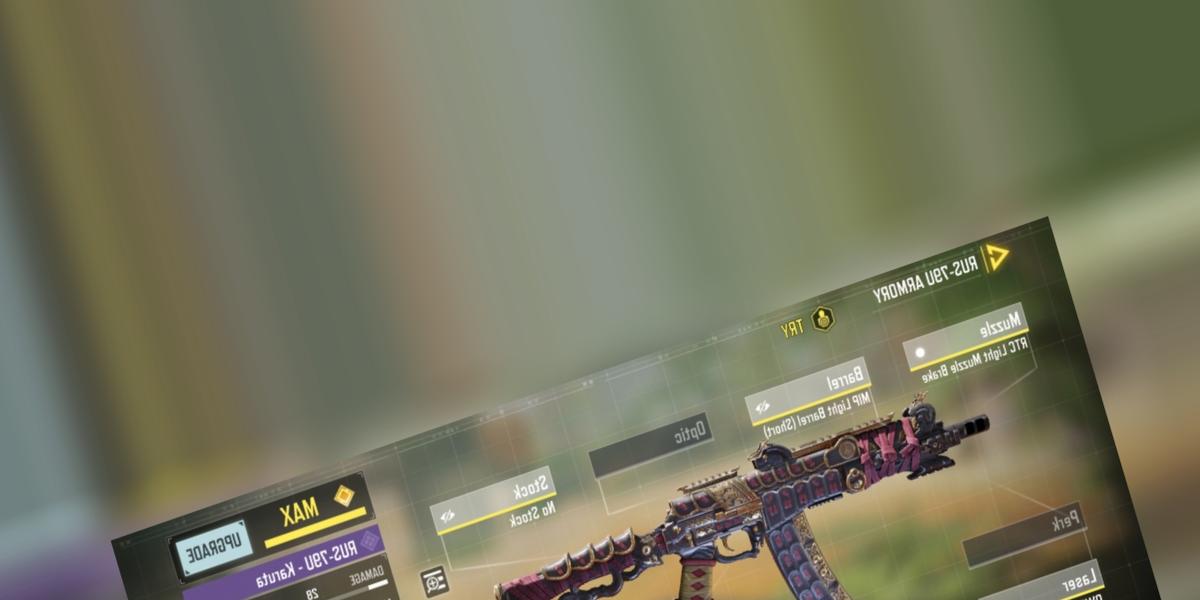 RUS-79U ARMORY
TRY
Muzzle
RTC Light Muzzle Brake
Barrel
MIP Light Barrel (Short)
Optic
Stock
No Stock
MAX
UPGRADE
RUS-79U - Karuta
DAMAGE
28
Perk
Laser